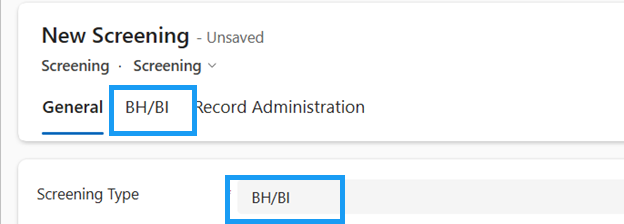 New Screening - Unsaved
Screening · Screening
General BH/BI Record Administration
Screening Type BH/BI